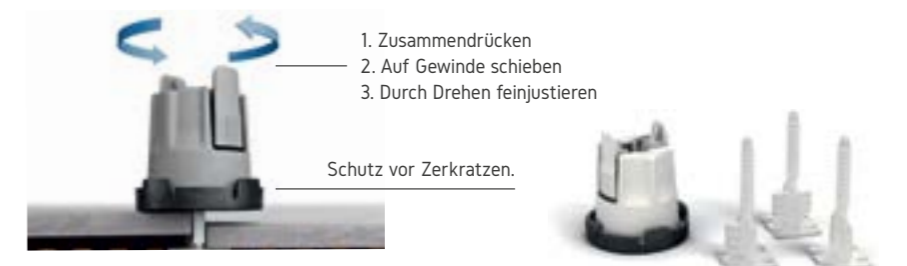 1. Zusammendrücken
2. Auf Gewinde schieben
3. Durch Drehen feinjustieren
Schutz vor Zerkratzen.